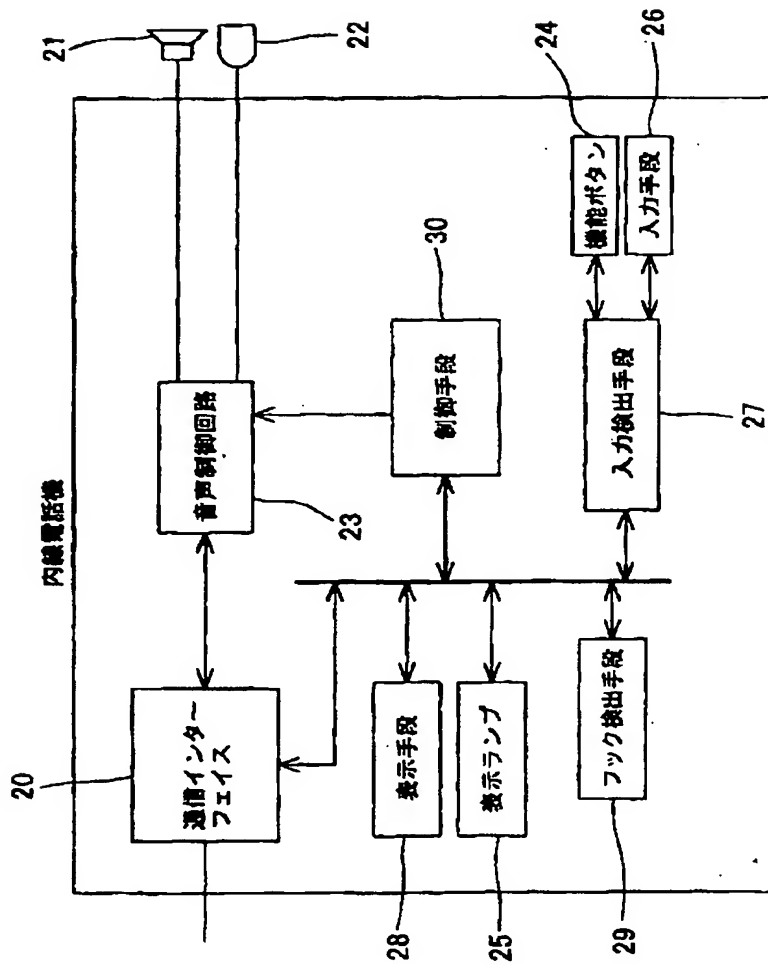 内線電話機
20
通信インター
フェイス
音声制御回路
23
21
22
制御手段
30
表示手段
28
表示ランプ
25
フック検出手段
29
入力検出手段
27
機能ボタン
24
入力手段
26